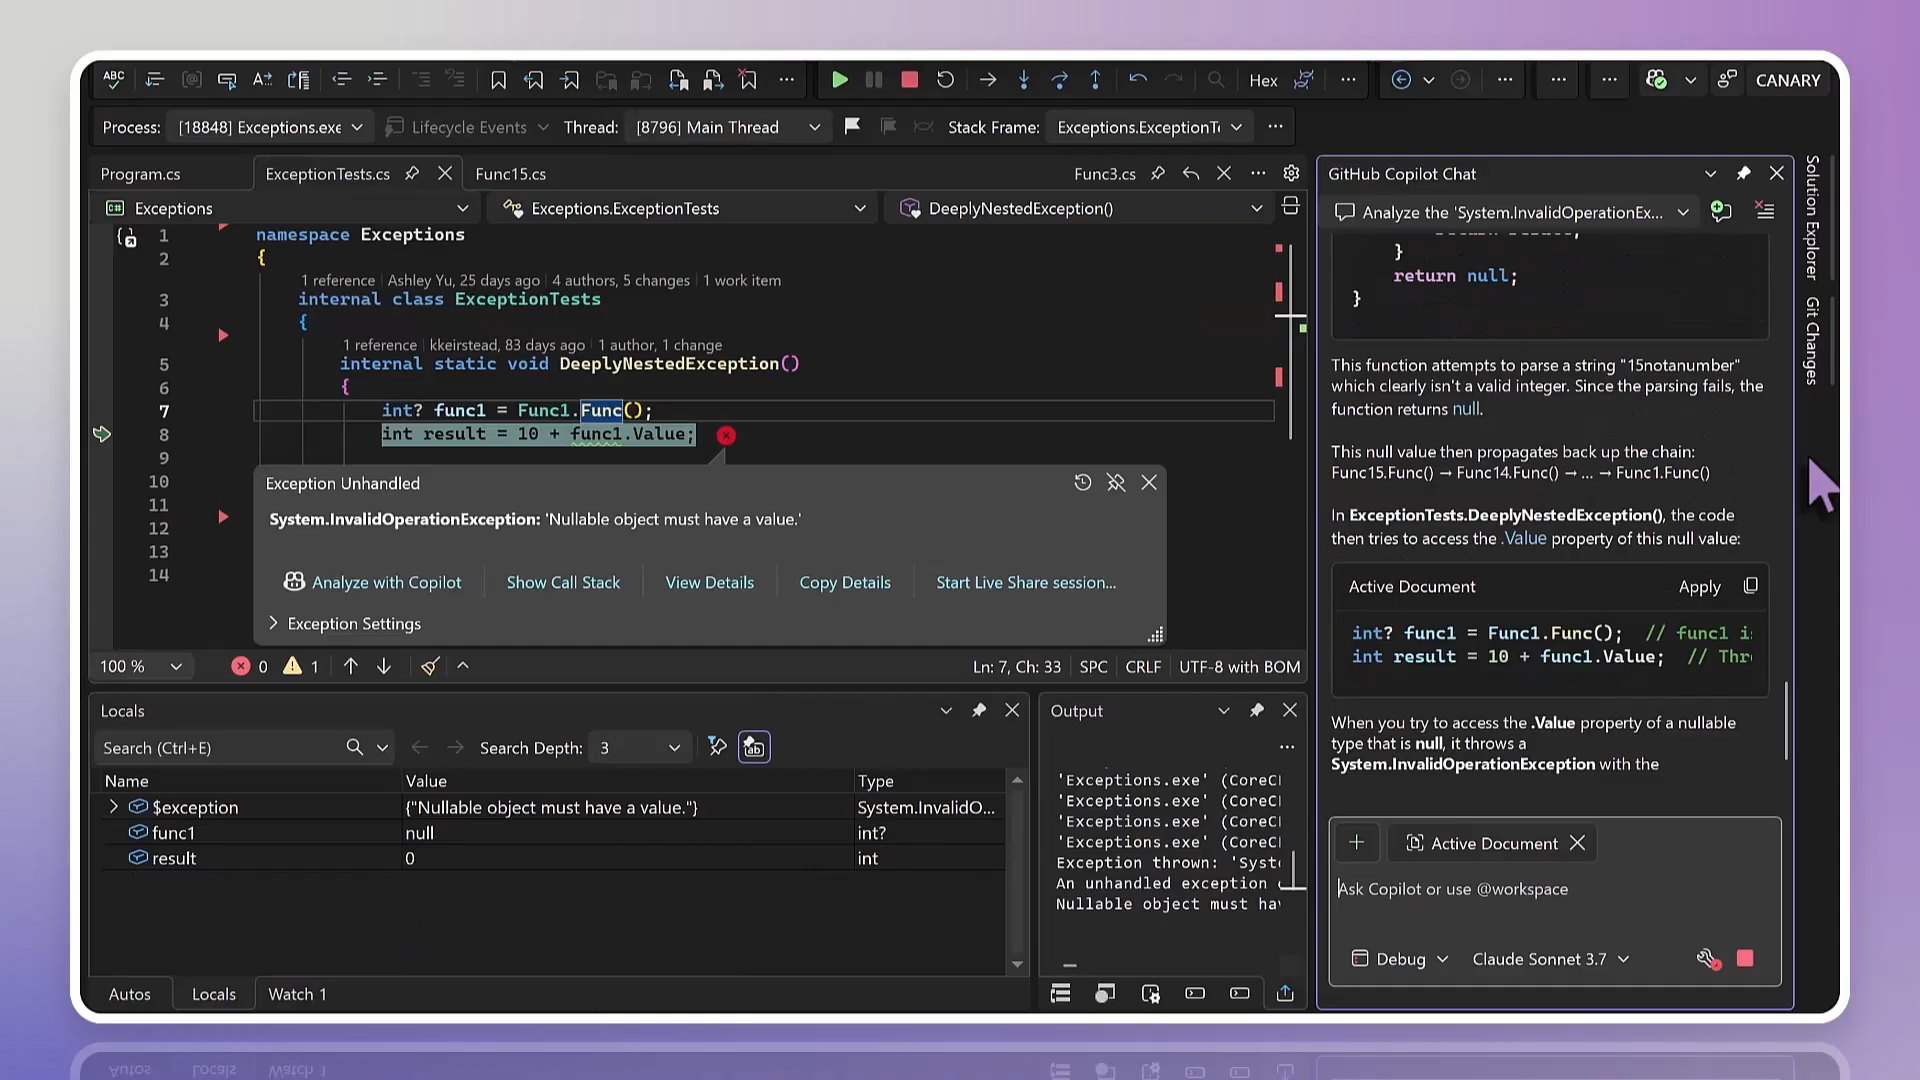 ABC
Hex
CANARY
Process: [18848] Exceptions.exe
Lifecycle Events
Thread: [8796] Main Thread
Stack Frame: Exceptions.ExceptionT
Program.cs
ExceptionTests.cs
Func15.cs
Func3.cs
C# Exceptions
Exceptions.ExceptionTests
DeeplyNestedException()
1 namespace Exceptions
2 {
1 reference | Ashley Yu, 25 days ago | 4 authors, 5 changes | 1 work item
3 internal class ExceptionTests
4 {
1 reference | kkeirstead, 83 days ago | 1 author, 1 change
5 internal static void DeeplyNestedException()
6 {
7 int? func1 = Func1.Func();
8 int result = 10 + func1.Value;
9
10
11
12
13
14
Exception Unhandled
System.InvalidOperationException: 'Nullable object must have a value.'
Analyze with Copilot
Show Call Stack
View Details
Copy Details
Start Live Share session...
Exception Settings
100 %
0
1
Ln: 7, Ch: 33
SPC
CRLF
UTF-8 with BOM
Locals
Search (Ctrl+E)
Search Depth: 3
Name Value Type
$exception {"Nullable object must have a value."} System.InvalidO...
func1 null int?
result 0 int
Autos
Locals
Watch 1
Output
'Exceptions.exe' (CoreCl
'Exceptions.exe' (CoreCl
'Exceptions.exe' (CoreCl
'Exceptions.exe' (CoreCl
Exception thrown: 'Syste
An unhandled exception
Nullable object must hav
GitHub Copilot Chat
Analyze the 'System.InvalidOperationEx...
}
return null;
}
This function attempts to parse a string "15notanumber"
which clearly isn't a valid integer. Since the parsing fails, the
function returns null.
This null value then propagates back up the chain:
Func15.Func() → Func14.Func() → ... → Func1.Func()
In ExceptionTests.DeeplyNestedException(), the code
then tries to access the .Value property of this null value:
Active Document
Apply
int? func1 = Func1.Func(); // func1 i
int result = 10 + func1.Value; // Thr
When you try to access the .Value property of a nullable
type that is null, it throws a
System.InvalidOperationException with the
Active Document
Ask Copilot or use @workspace
Debug
Claude Sonnet 3.7
Solution Explorer
Git Changes
Autos
Locals
Watch 1